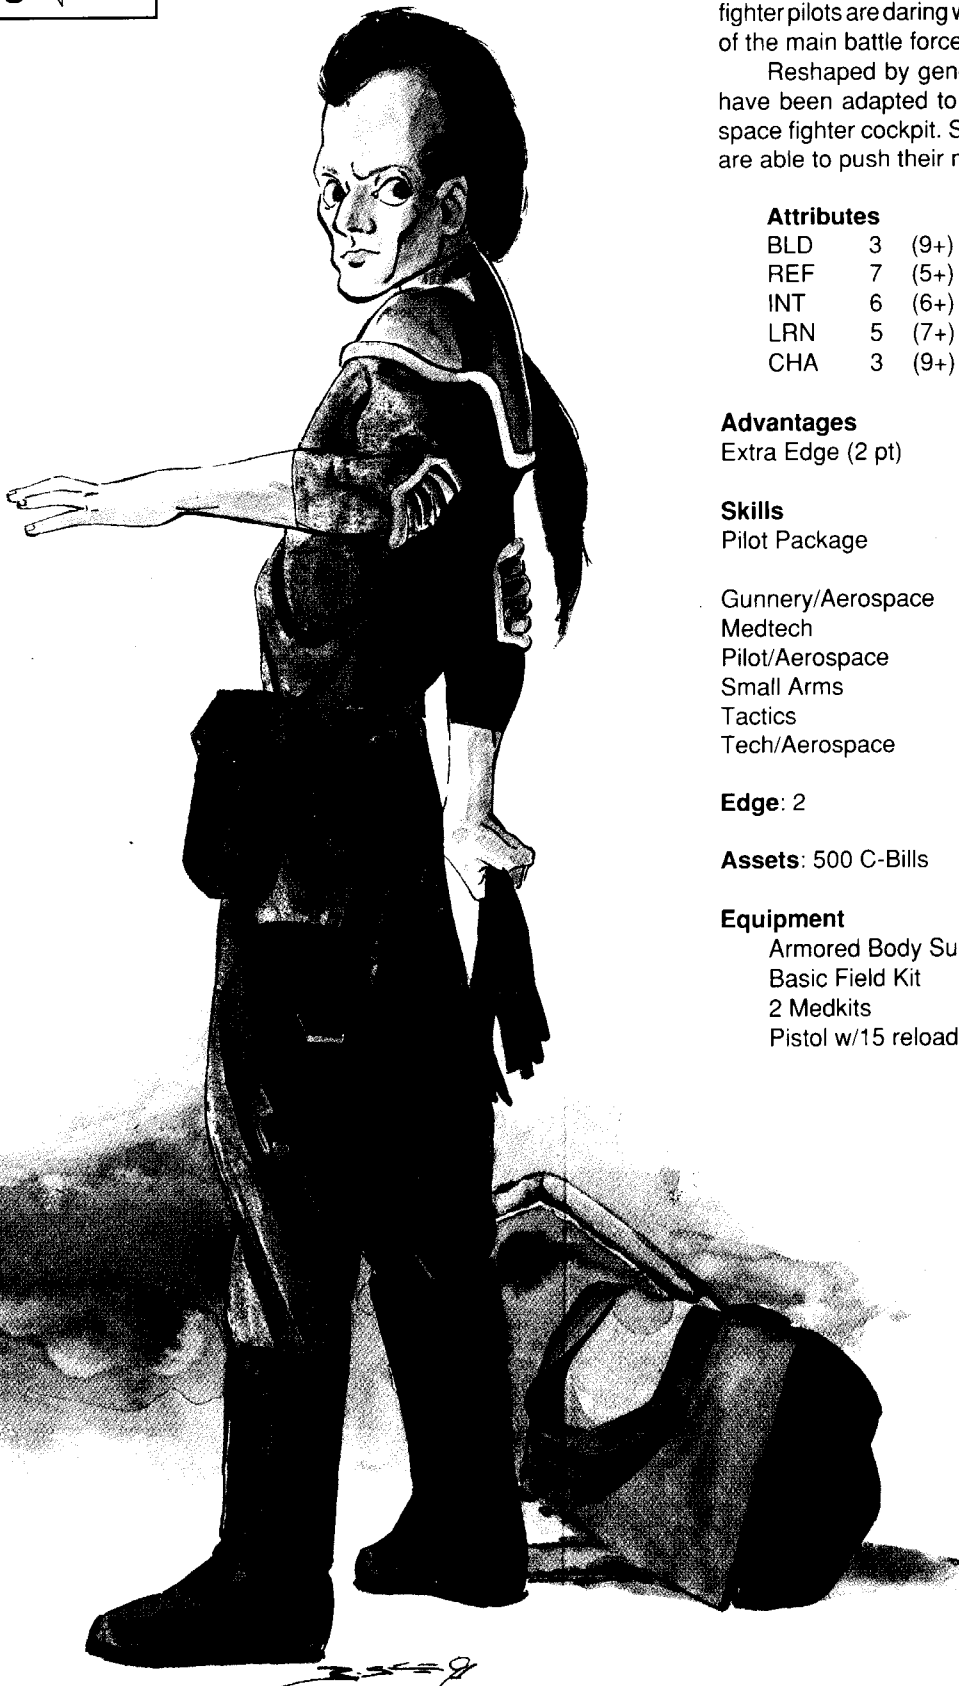 fighter pilots are daring
of the main battle force
Reshaped by
have been adapted to
space fighter cockpit.
are able to push their
Attributes
BLD 3 (9+)
REF 7 (5+)
INT 6 (6+)
LRN 5 (7+)
CHA 3 (9+)
Advantages
Extra Edge (2 pt)
Skills
Pilot Package
Gunnery/Aerospace
Medtech
Pilot/Aerospace
Small Arms
Tactics
Tech/Aerospace
Edge: 2
Assets: 500 C-Bills
Equipment
Armored Body
Basic Field Kit
2 Medkits
Pistol w/15 reload